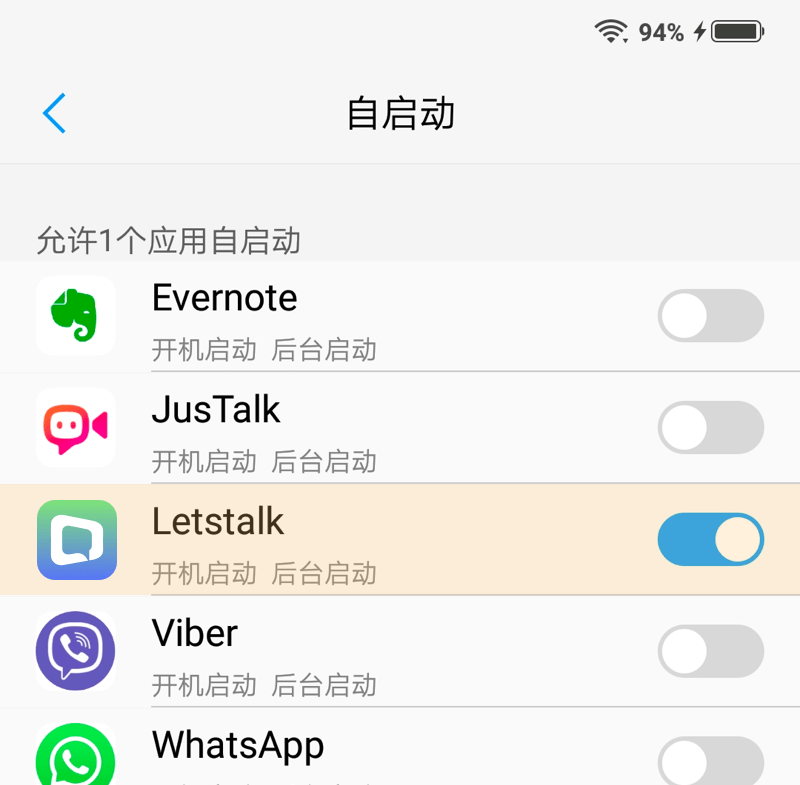 94%
自启动
允许1个应用自启动
Evernote
开机启动 后台启动
JusTalk
开机启动 后台启动
Letstalk
开机启动 后台启动
Viber
开机启动 后台启动
WhatsApp